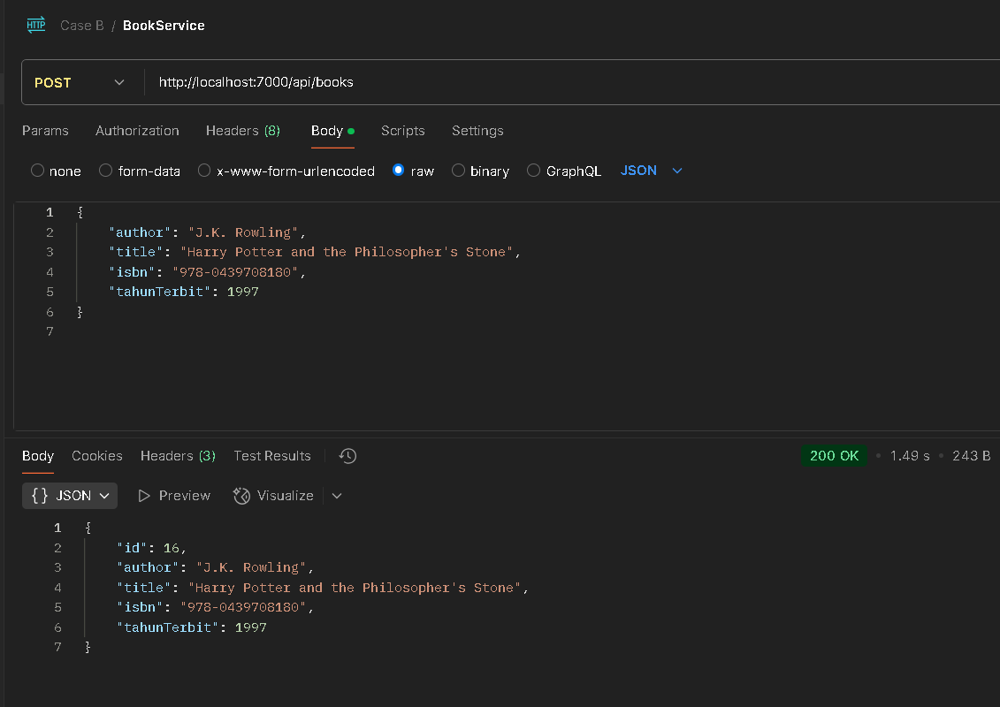 HTTP Case B / BookService
POST http://localhost:7000/api/books
Params Authorization Headers (8) Body Scripts Settings
none form-data x-www-form-urlencoded raw binary GraphQL JSON
1 {
2 "author": "J.K. Rowling",
3 "title": "Harry Potter and the Philosopher's Stone",
4 "isbn": "978-0439708180",
5 "tahunTerbit": 1997
6 }
7
Body Cookies Headers (3) Test Results 200 OK • 1.49 s • 243 B
{} JSON Preview Visualize
1 {
2 "id": 16,
3 "author": "J.K. Rowling",
4 "title": "Harry Potter and the Philosopher's Stone",
5 "isbn": "978-0439708180",
6 "tahunTerbit": 1997
7 }